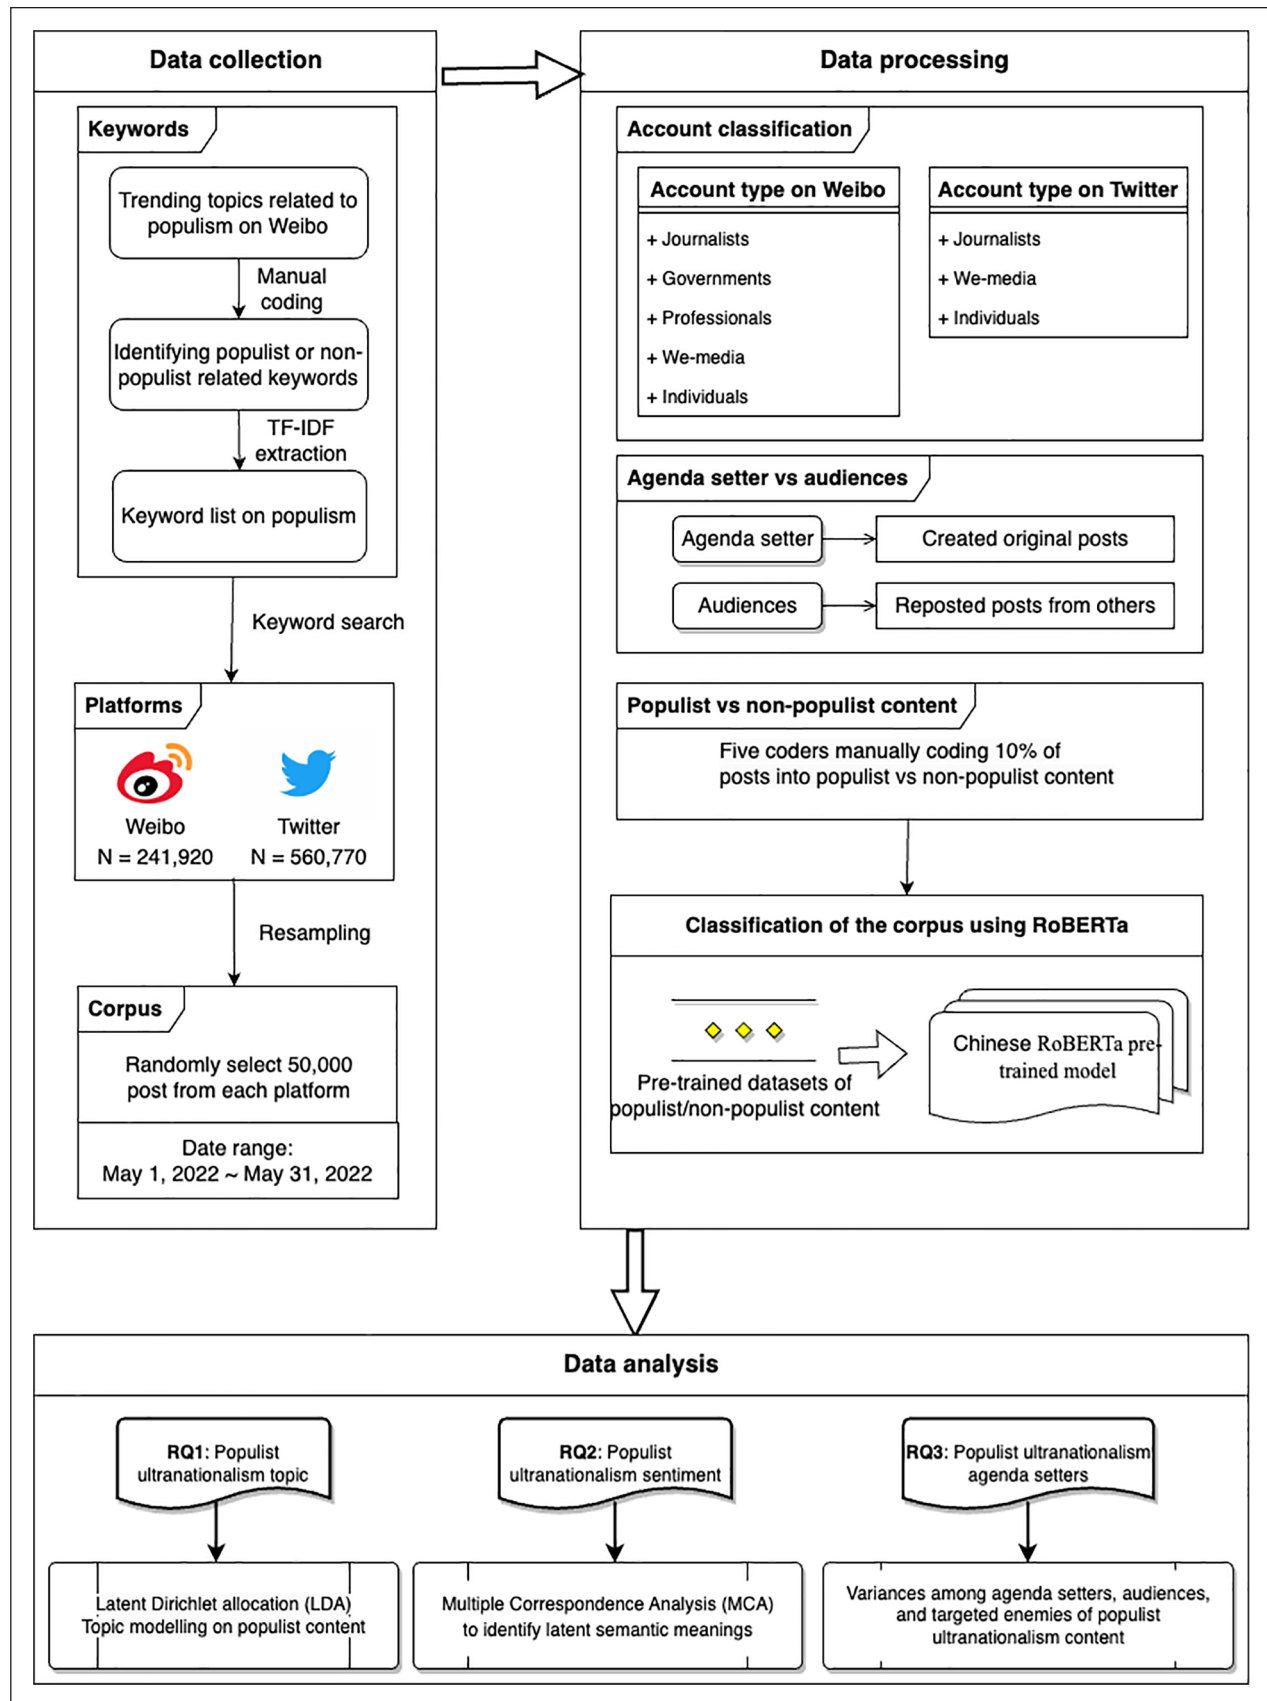 Data collection
Keywords
Trending topics related to
populism on Weibo
Manual
coding
Identifying populist or non-
populist related keywords
TF-IDF
extraction
Keyword list on populism
Keyword search
Platforms
Weibo
N = 241,920
Twitter
N = 560,770
Resampling
Corpus
Randomly select 50,000
post from each platform
Date range:
May 1, 2022 ~ May 31, 2022
Data processing
Account classification
Account type on Weibo
+ Journalists
+ Governments
+ Professionals
+ We-media
+ Individuals
Account type on Twitter
+ Journalists
+ We-media
+ Individuals
Agenda setter vs audiences
Agenda setter
Created original posts
Audiences
Reposted posts from others
Populist vs non-populist content
Five coders manually coding 10% of
posts into populist vs non-populist content
Classification of the corpus using RoBERTa
Pre-trained datasets of
populist/non-populist content
Chinese RoBERTa pre-
trained model
Data analysis
RQ1: Populist
ultranationalism topic
Latent Dirichlet allocation (LDA)
Topic modelling on populist content
RQ2: Populist
ultranationalism sentiment
Multiple Correspondence Analysis (MCA)
to identify latent semantic meanings
RQ3: Populist ultranationalism
agenda setters
Variances among agenda setters, audiences,
and targeted enemies of populist
ultranationalism content